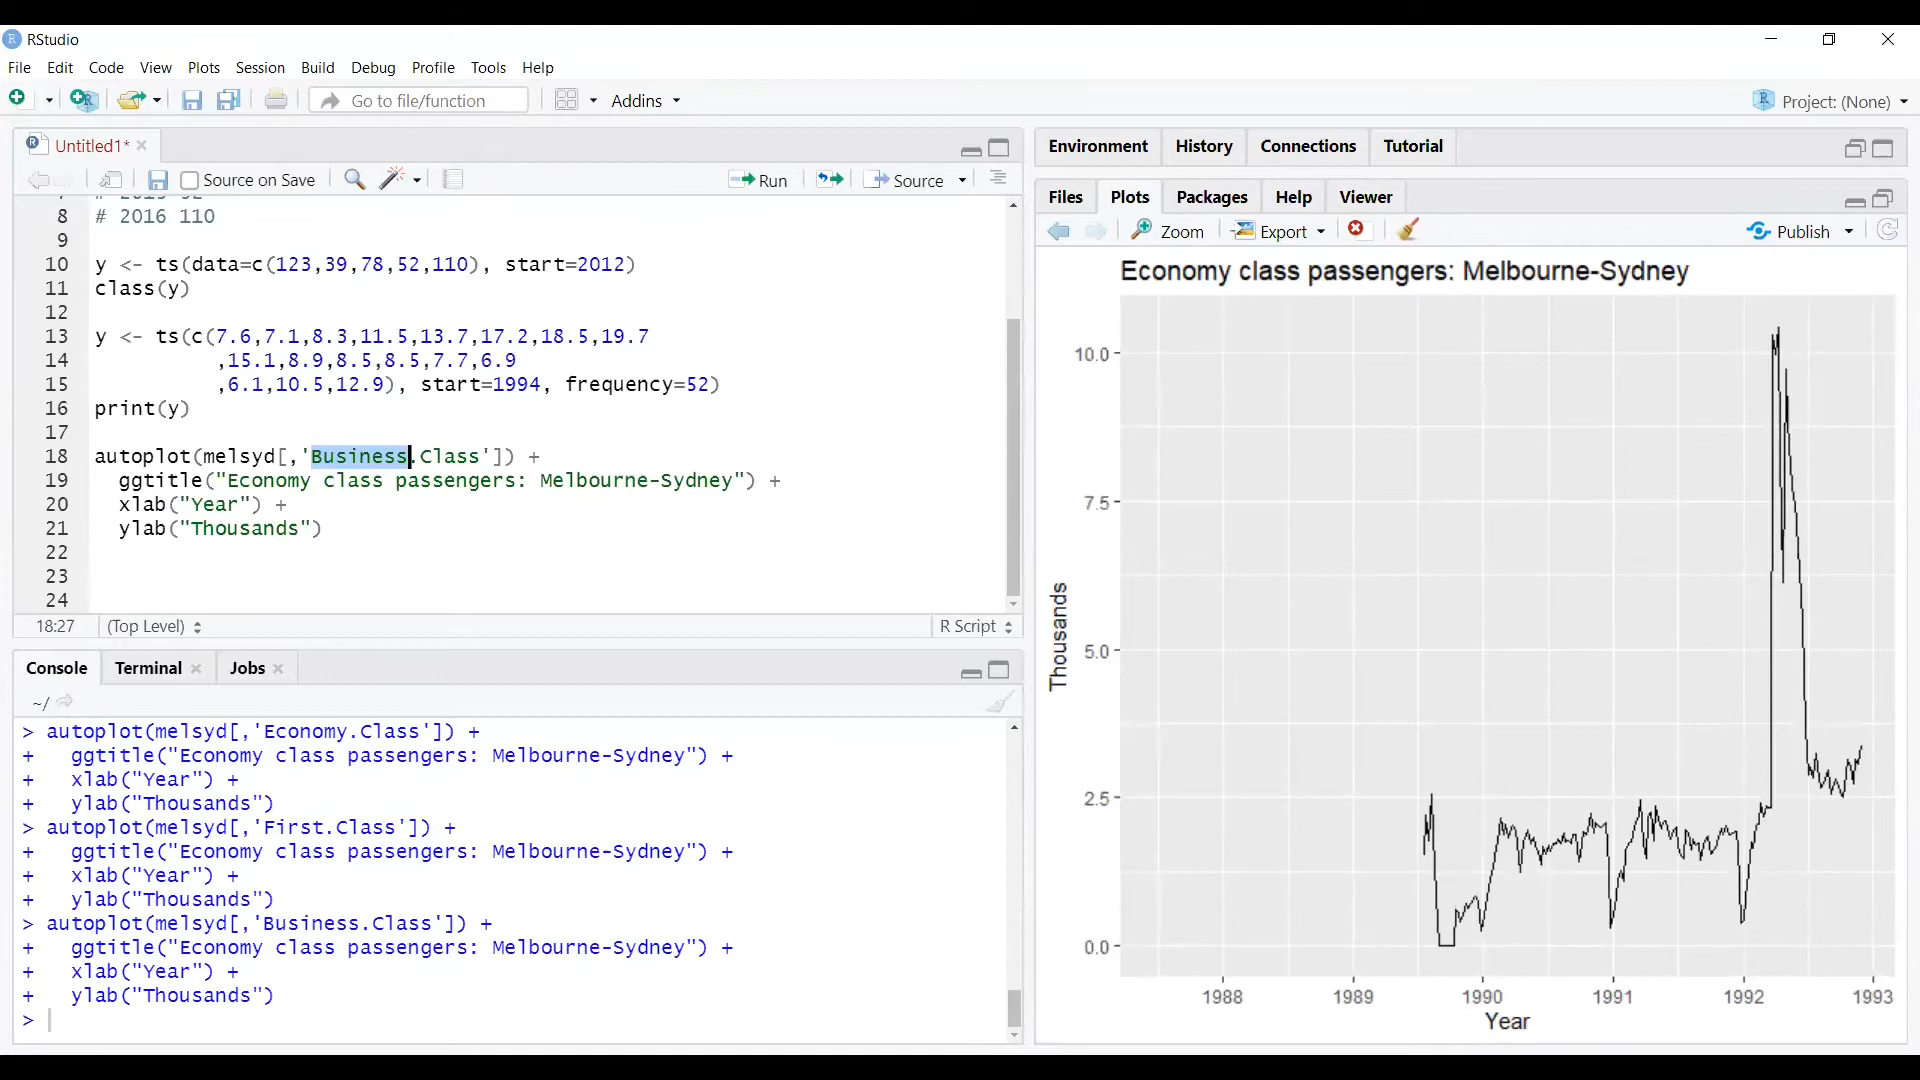 RStudio
File Edit Code View Plots Session Build Debug Profile Tools Help
Go to file/function Addins Project: (None)
Untitled1*
Source on Save Run Source
8 # 2016 110
9
10 y <- ts(data=c(123,39,78,52,110), start=2012)
11 class(y)
12
13 y <- ts(c(7.6,7.1,8.3,11.5,13.7,17.2,18.5,19.7
14 ,15.1,8.9,8.5,8.5,7.7,6.9
15 ,6.1,10.5,12.9), start=1994, frequency=52)
16 print(y)
17
18 autoplot(melsyd[,'Business.Class']) +
19 ggtitle("Economy class passengers: Melbourne-Sydney") +
20 xlab("Year") +
21 ylab("Thousands")
22
23
24
18:27 (Top Level) R Script
Console Terminal Jobs
~/
> autoplot(melsyd[,'Economy.Class']) +
+ ggtitle("Economy class passengers: Melbourne-Sydney") +
+ xlab("Year") +
+ ylab("Thousands")
> autoplot(melsyd[,'First.Class']) +
+ ggtitle("Economy class passengers: Melbourne-Sydney") +
+ xlab("Year") +
+ ylab("Thousands")
> autoplot(melsyd[,'Business.Class']) +
+ ggtitle("Economy class passengers: Melbourne-Sydney") +
+ xlab("Year") +
+ ylab("Thousands")
>
Environment History Connections Tutorial
Files Plots Packages Help Viewer
Zoom Export Publish
Economy class passengers: Melbourne-Sydney
10.0
7.5
5.0
2.5
0.0
Thousands
1988 1989 1990 1991 1992 1993
Year